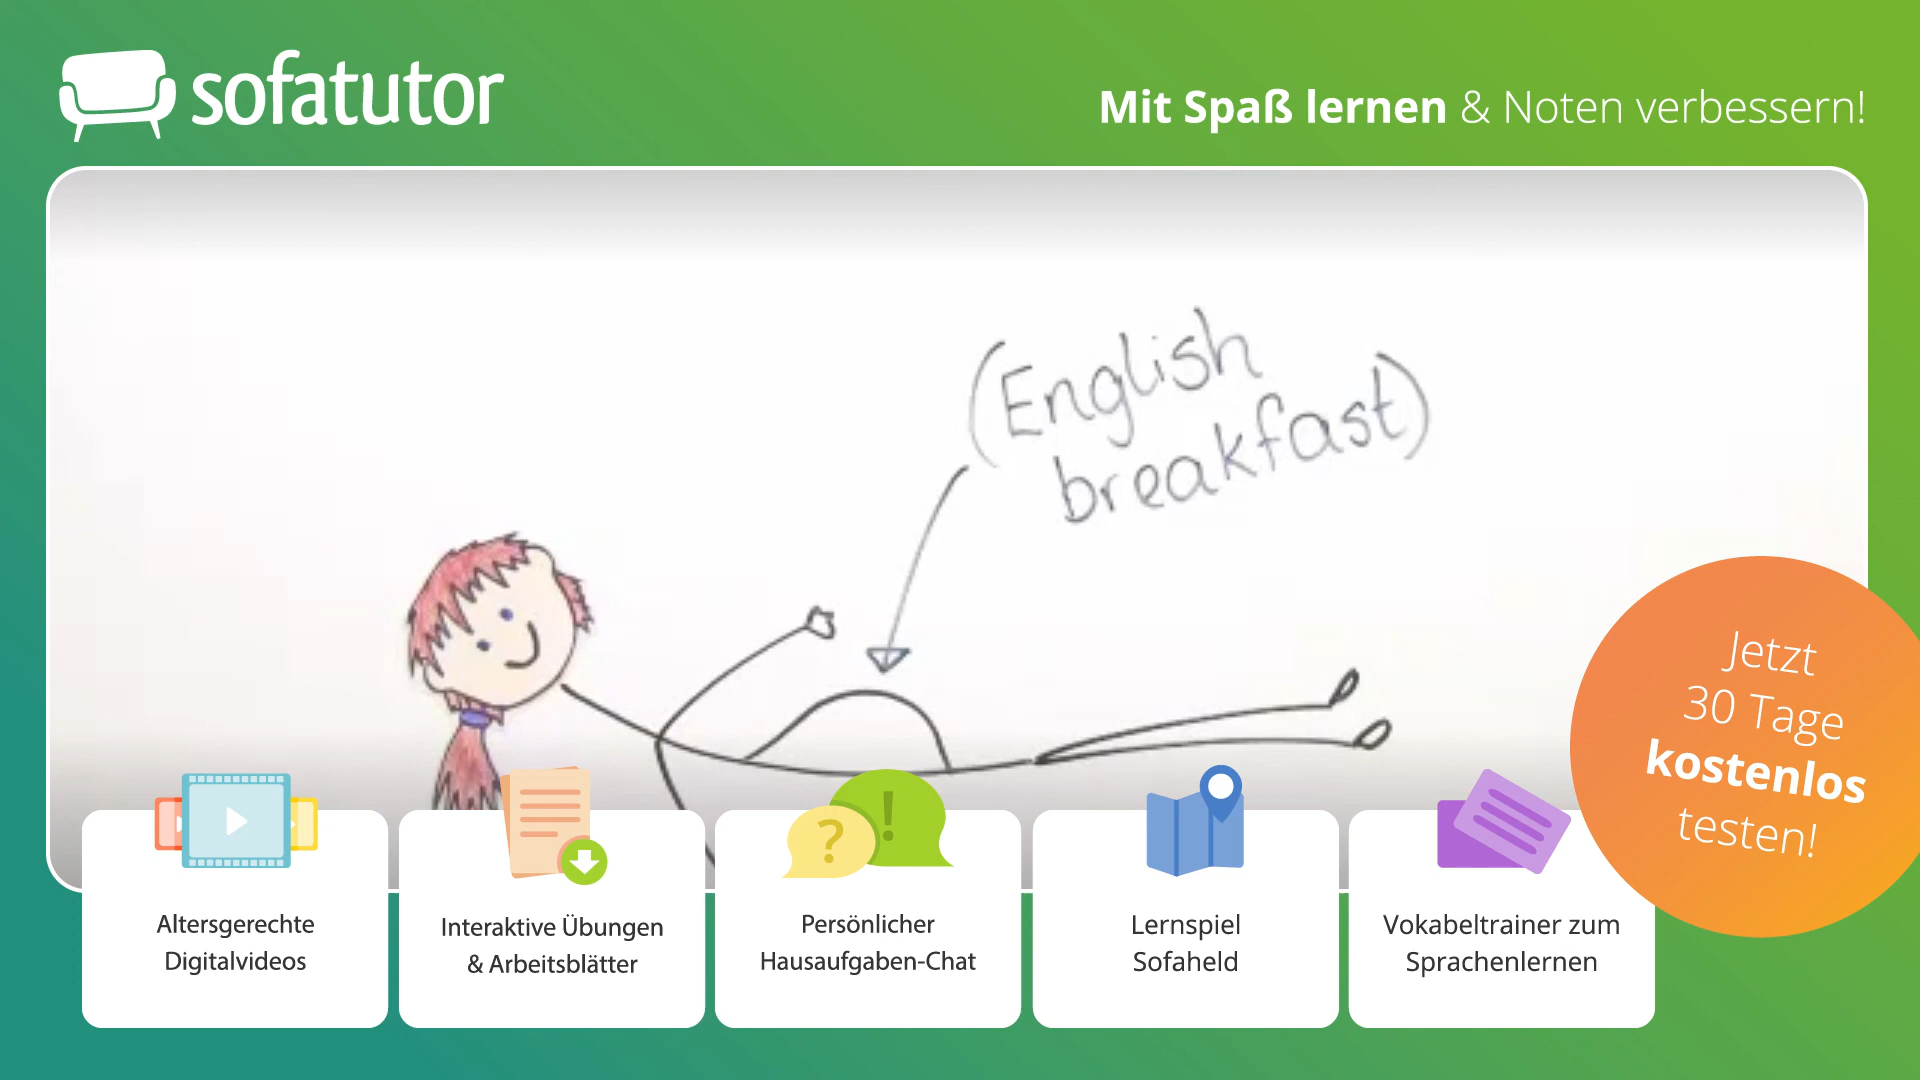 sofatutor
Mit Spaß lernen & Noten verbessern!
(English
breakfast)
Jetzt
30 Tage
kostenlos
testen!
?
!
Altersgerechte
Digitalvideos
Interaktive Übungen
& Arbeitsblätter
Persönlicher
Hausaufgaben-Chat
Lernspiel
Sofaheld
Vokabeltrainer zum
Sprachenlernen